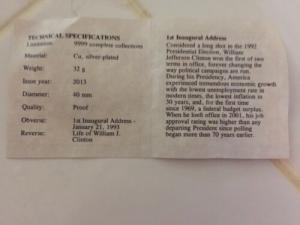 TECHNICAL SPECIFICATIONS
Limitation: 9999 complete collections
Material: Cu, silver-plated
Weight: 32 g
Issue year: 2013
Diameter: 40 mm
Quality: Proof
Obverse: 1st Inaugural Address -
January 21, 1993
Reverse: Life of William J.
Clinton
1st Inaugural Address
Considered a long shot in the 1992
Presidential Election, William
Jefferson Clinton won the first of two
terms in office, forever changing the
way political campaigns are run.
During his Presidency, America
experienced tremendous economic growth
with the lowest unemployment rate in
modern times, the lowest inflation in
30 years, and, for the first time
since 1969, a federal budget surplus.
When he left office in 2001, his job
approval rating was higher than any
departing President since polling
began more than 70 years earlier.